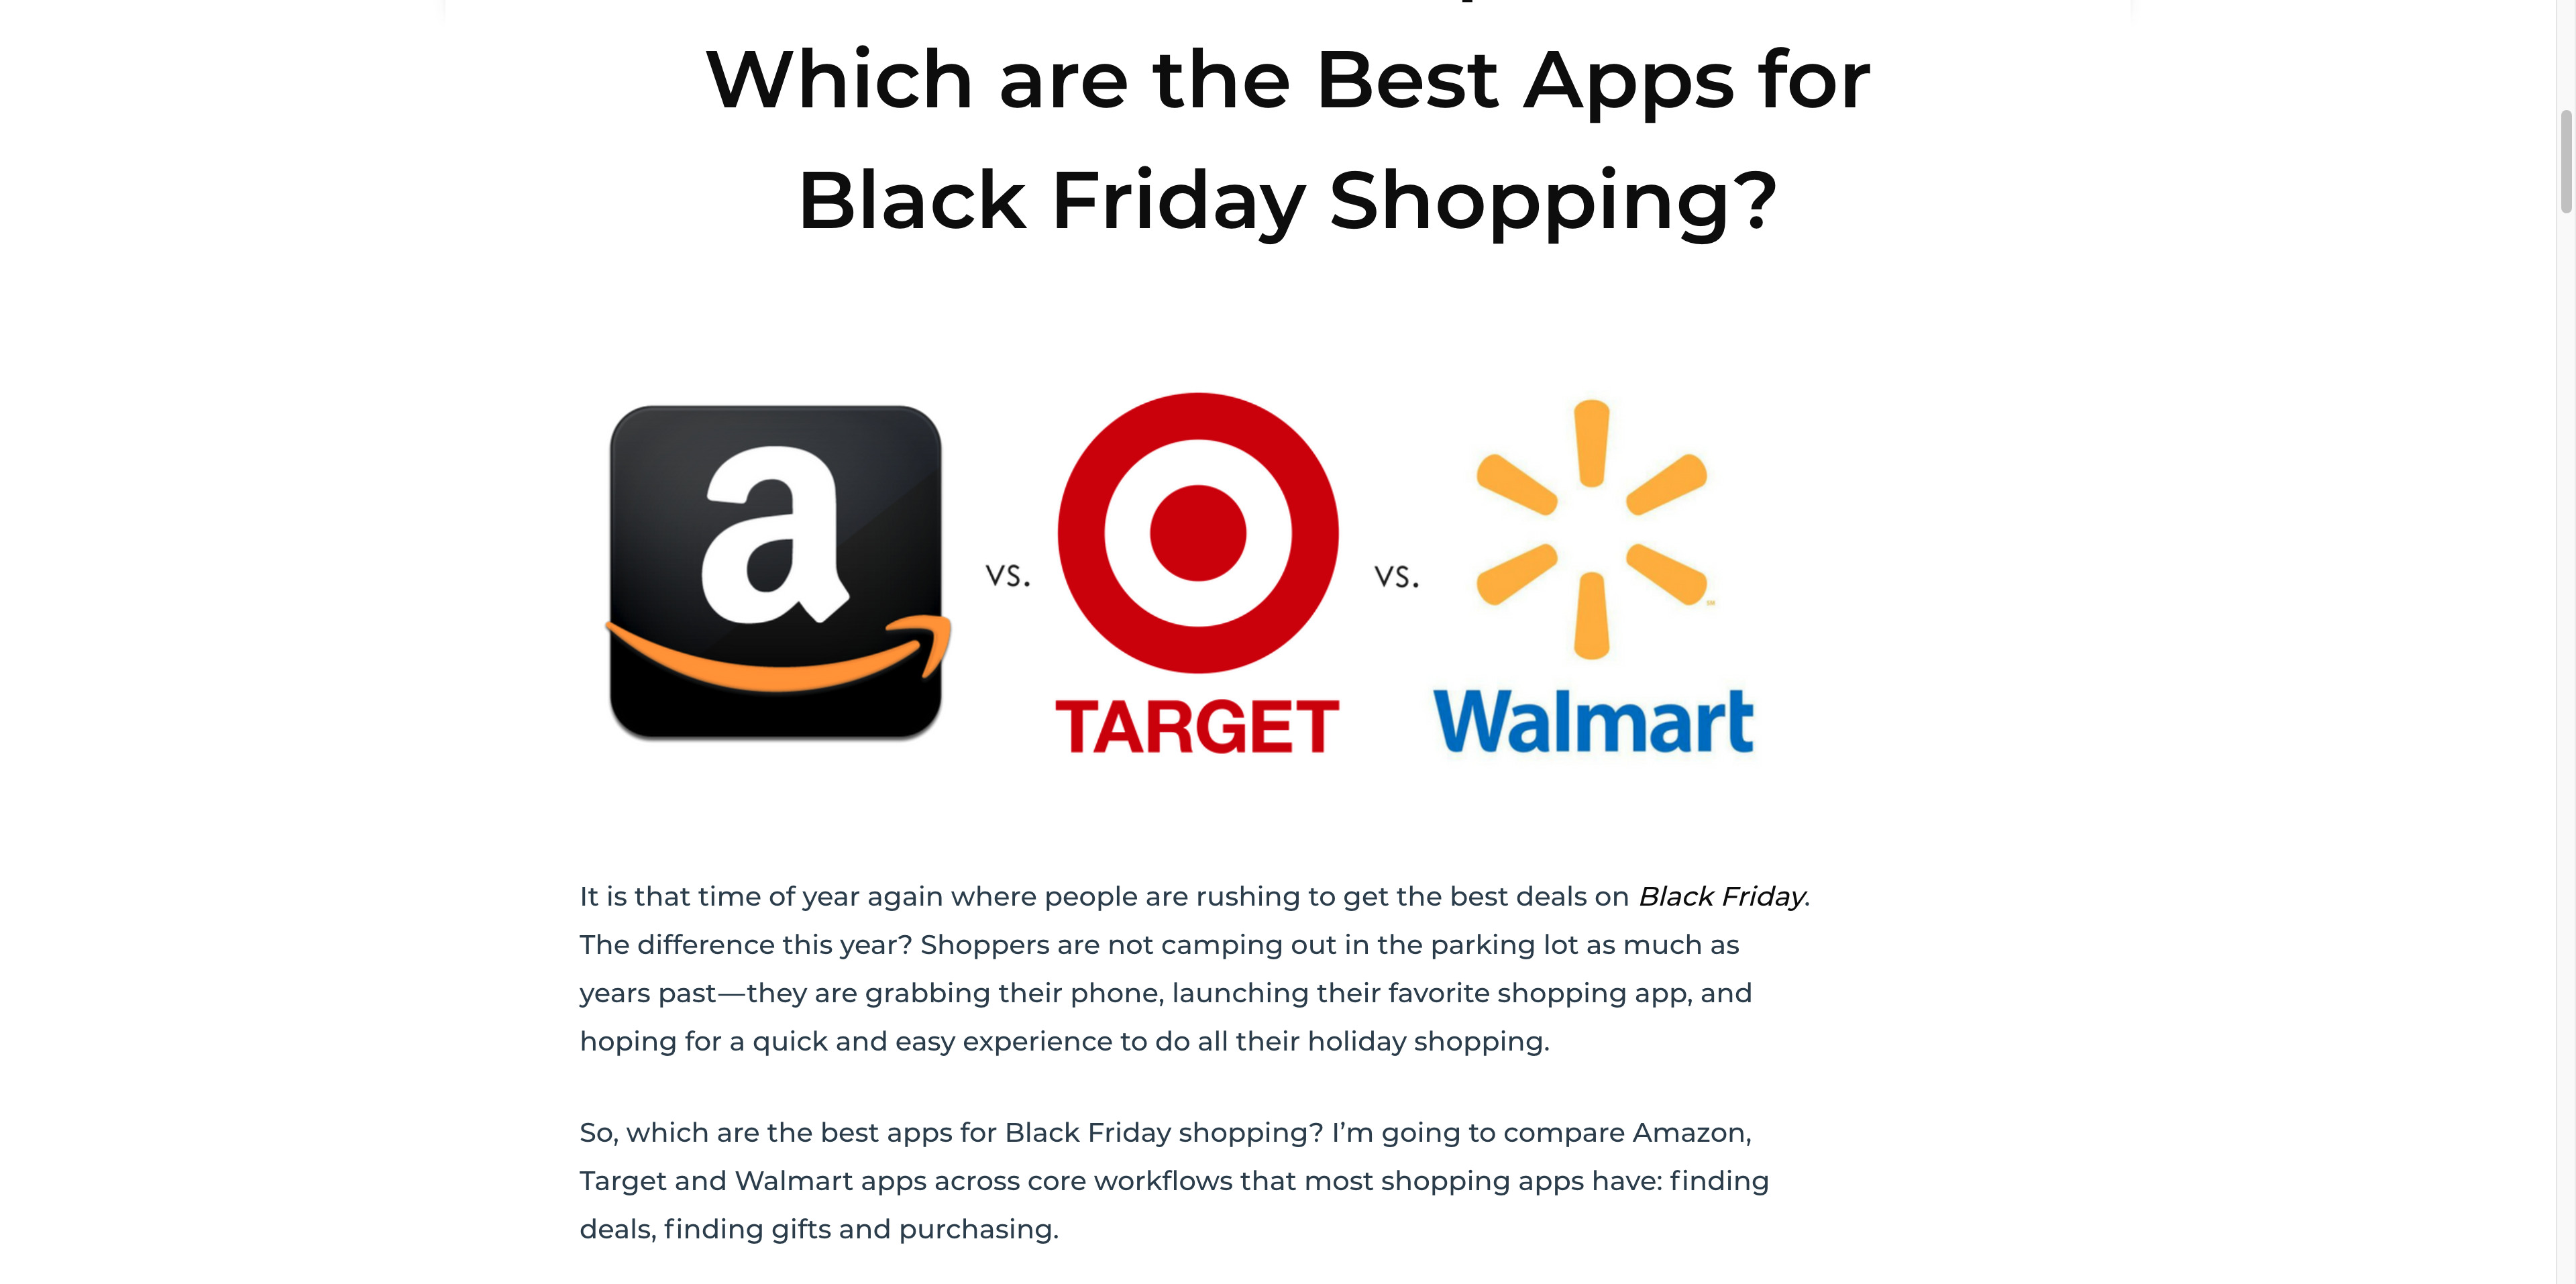 Which are the Best Apps for
Black Friday Shopping?
a
vs.
TARGET
vs.
Walmart
It is that time of year again where people are rushing to get the best deals on Black Friday.
The difference this year? Shoppers are not camping out in the parking lot as much as
years past—they are grabbing their phone, launching their favorite shopping app, and
hoping for a quick and easy experience to do all their holiday shopping.
So, which are the best apps for Black Friday shopping? I’m going to compare Amazon,
Target and Walmart apps across core workflows that most shopping apps have: finding
deals, finding gifts and purchasing.